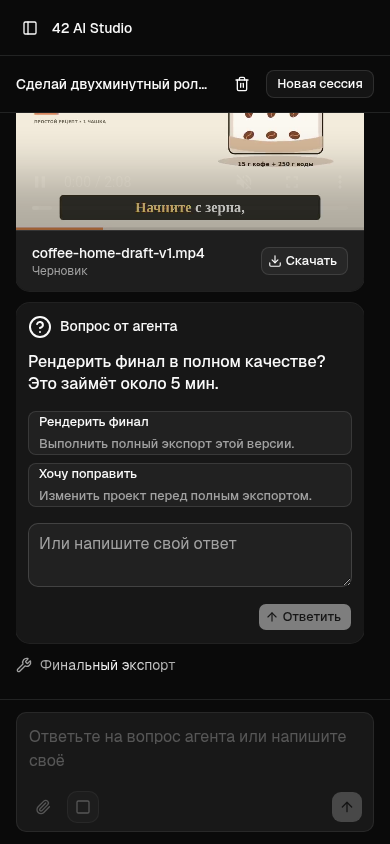 42 AI Studio
Сделай двухминутный рол...
Новая сессия
ПРОСТОЙ РЕЦЕПТ • 1 ЧАШКА
15 г кофе + 250 г воды
Начните с зерна,
coffee-home-draft-v1.mp4
Черновик
Скачать
Вопрос от агента
Рендерить финал в полном качестве?
Это займёт около 5 мин.
Рендерить финал
Выполнить полный экспорт этой версии.
Хочу поправить
Изменить проект перед полным экспортом.
Или напишите свой ответ
Ответить
Финальный экспорт
Ответьте на вопрос агента или напишите
своё